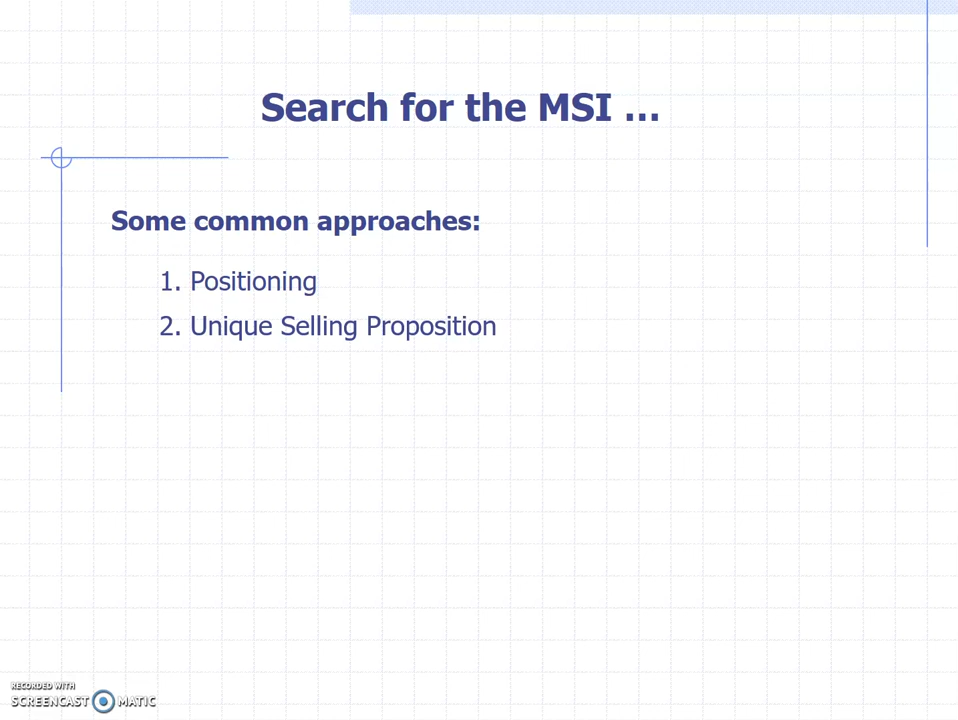 Search for the MSI ...
Some common approaches:
1. Positioning
2. Unique Selling Proposition
RECORDED WITH
SCREENCAST MATIC